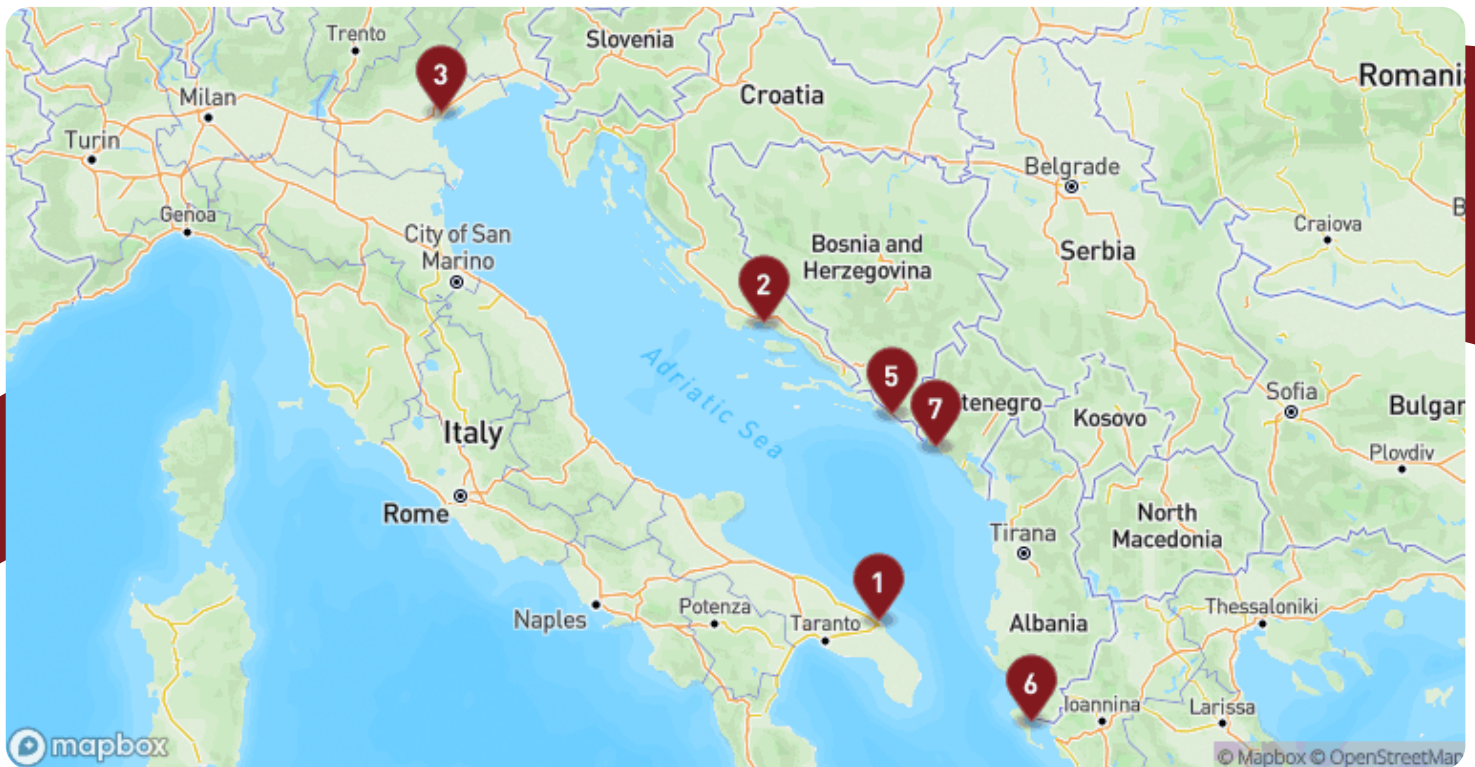 Trento
Slovenia
3
Romania
Croatia
Milan
Turin
Belgrade
Genoa
Craiova
B
City of San
Marino
Bosnia and
Herzegovina
Serbia
2
Adriatic Sea
5
7
tenegro
Kosovo
Sofia
Bulgar
Italy
Plovdiv
Rome
North
Macedonia
Tirana
1
Naples
Potenza
Taranto
Albania
Thessaloniki
6
Ioannina
Larissa
mapbox
© Mapbox © OpenStreetMap